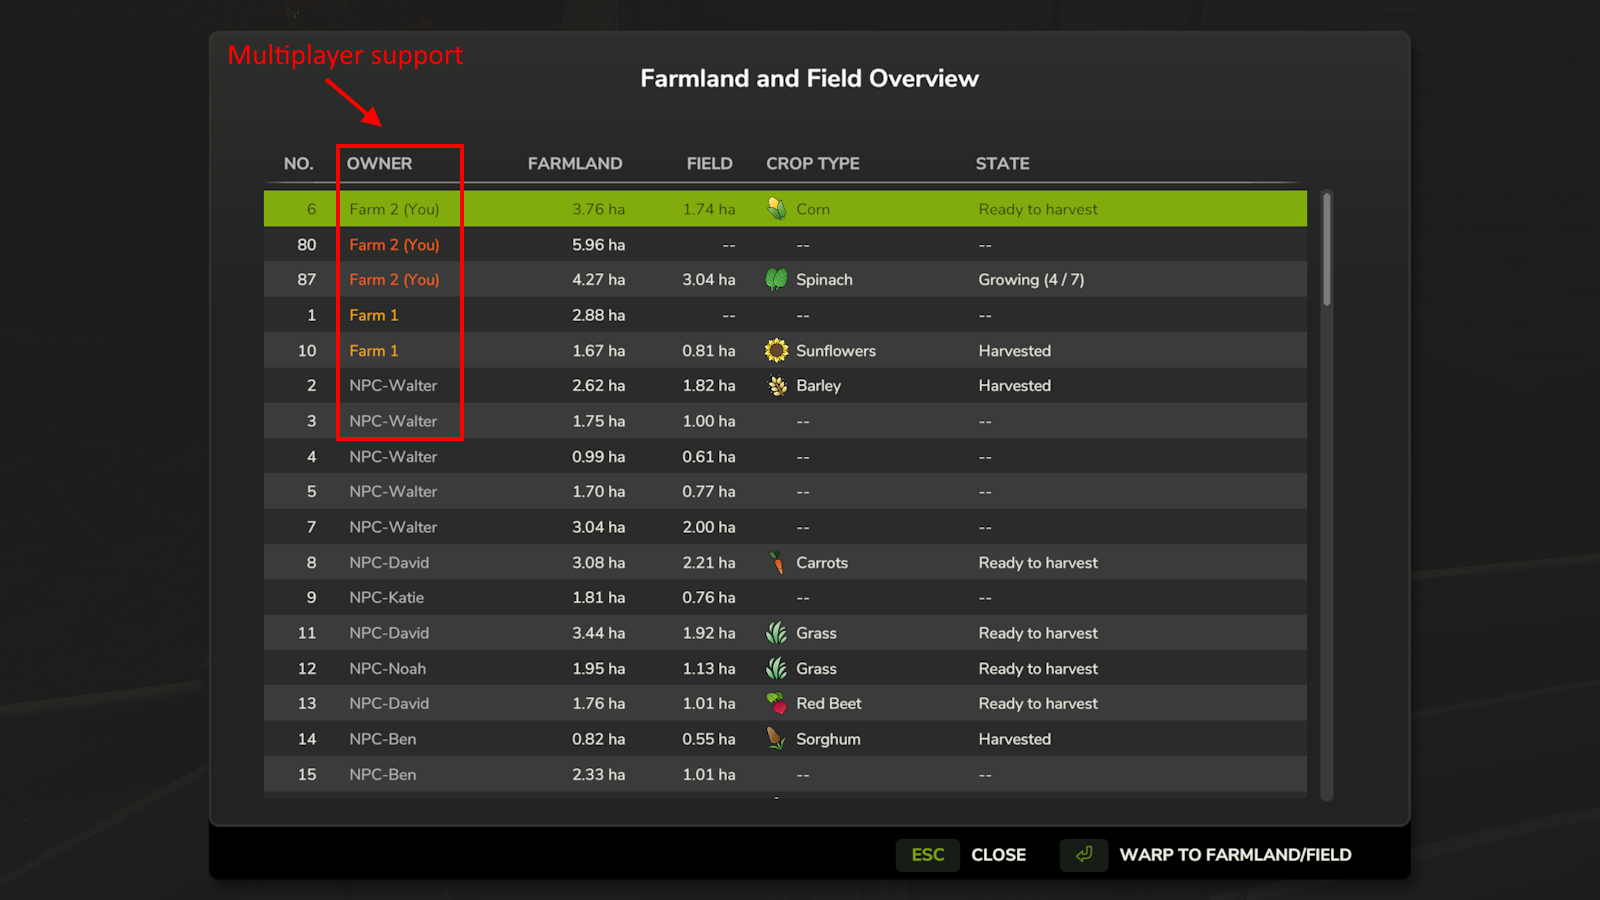 Multiplayer support
Farmland and Field Overview
NO. OWNER FARMLAND FIELD CROP TYPE STATE
6 Farm 2 (You) 3.76 ha 1.74 ha Corn Ready to harvest
80 Farm 2 (You) 5.96 ha -- -- --
87 Farm 2 (You) 4.27 ha 3.04 ha Spinach Growing (4 / 7)
1 Farm 1 2.88 ha -- -- --
10 Farm 1 1.67 ha 0.81 ha Sunflowers Harvested
2 NPC-Walter 2.62 ha 1.82 ha Barley Harvested
3 NPC-Walter 1.75 ha 1.00 ha -- --
4 NPC-Walter 0.99 ha 0.61 ha -- --
5 NPC-Walter 1.70 ha 0.77 ha -- --
7 NPC-Walter 3.04 ha 2.00 ha -- --
8 NPC-David 3.08 ha 2.21 ha Carrots Ready to harvest
9 NPC-Katie 1.81 ha 0.76 ha -- --
11 NPC-David 3.44 ha 1.92 ha Grass Ready to harvest
12 NPC-Noah 1.95 ha 1.13 ha Grass Ready to harvest
13 NPC-David 1.76 ha 1.01 ha Red Beet Ready to harvest
14 NPC-Ben 0.82 ha 0.55 ha Sorghum Harvested
15 NPC-Ben 2.33 ha 1.01 ha -- --
ESC CLOSE WARP TO FARMLAND/FIELD